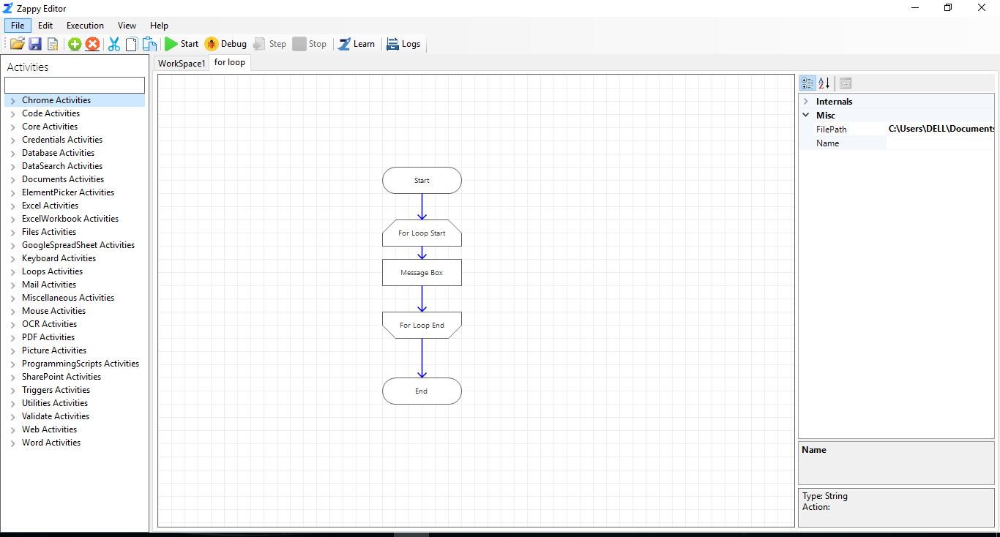 Zappy Editor
File Edit Execution View Help
Start Debug Step Stop Learn Logs
Activities
Chrome Activities
Code Activities
Core Activities
Credentials Activities
Database Activities
DataSearch Activities
Documents Activities
ElementPicker Activities
Excel Activities
ExcelWorkbook Activities
Files Activities
GoogleSpreadSheet Activities
Keyboard Activities
Loops Activities
Mail Activities
Miscellaneous Activities
Mouse Activities
OCR Activities
PDF Activities
Picture Activities
ProgrammingScripts Activities
SharePoint Activities
Triggers Activities
Utilities Activities
Validate Activities
Web Activities
Word Activities
WorkSpace1 for loop
Start
For Loop Start
Message Box
For Loop End
End
Internals
Misc
FilePath C:\Users\DELL\Documents
Name
Name
Type: String
Action: